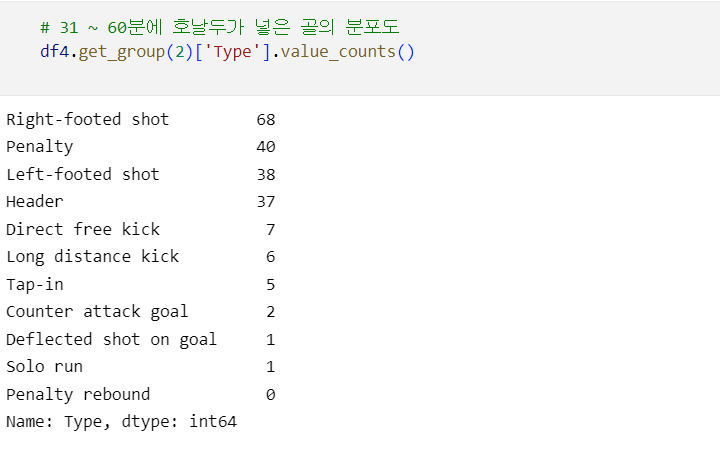 # 31 ~ 60분에 호날두가 넣은 골의 분포도
df4.get_group(2)['Type'].value_counts()
Right-footed shot 68
Penalty 40
Left-footed shot 38
Header 37
Direct free kick 7
Long distance kick 6
Tap-in 5
Counter attack goal 2
Deflected shot on goal 1
Solo run 1
Penalty rebound 0
Name: Type, dtype: int64